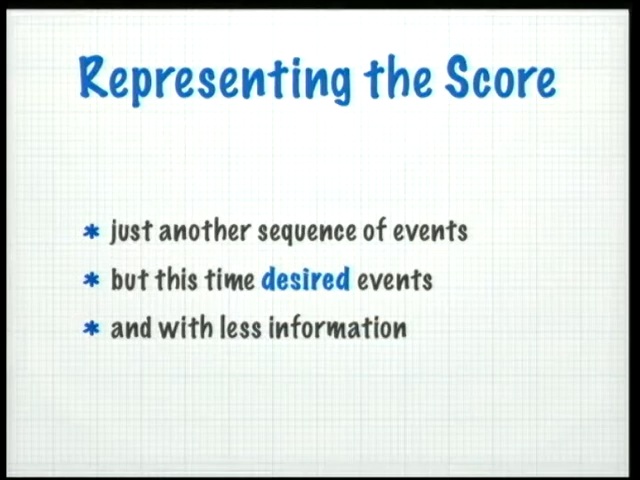 Representing the Score
* just another sequence of events
* but this time desired events
* and with less information